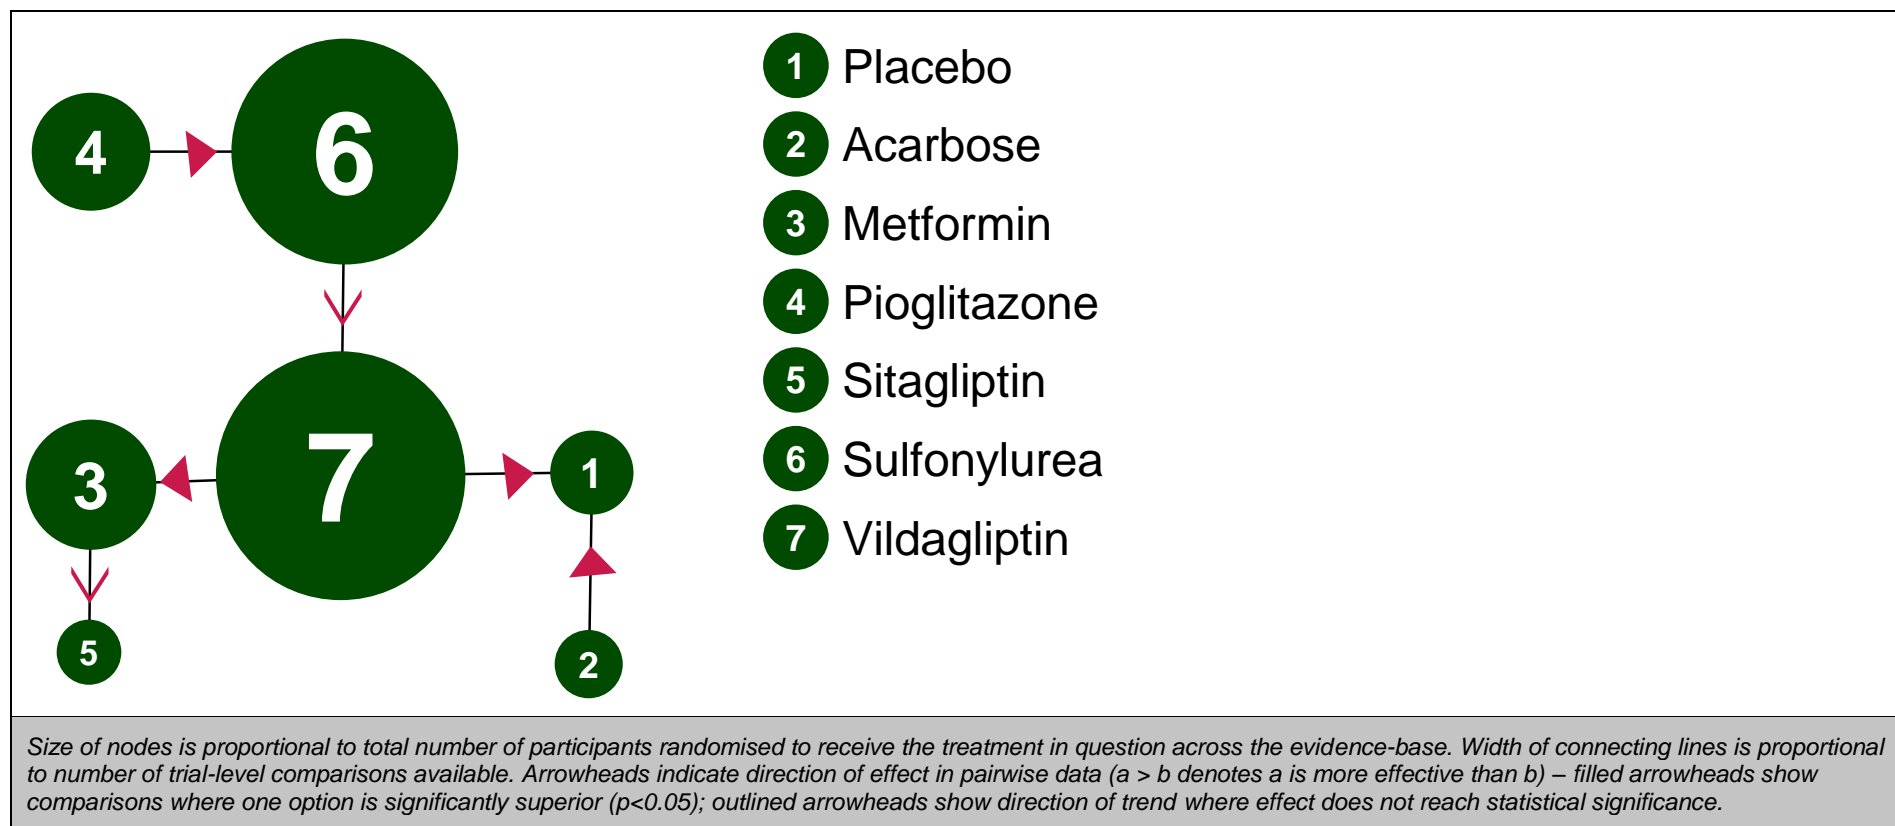 4
6
7
3
1
5
2
1 Placebo
2 Acarbose
3 Metformin
4 Pioglitazone
5 Sitagliptin
6 Sulfonylurea
7 Vildagliptin
Size of nodes is proportional to total number of participants randomised to receive the treatment in question across the evidence-base. Width of connecting lines is proportional
to number of trial-level comparisons available. Arrowheads indicate direction of effect in pairwise data (a > b denotes a is more effective than b) – filled arrowheads show
comparisons where one option is significantly superior (p<0.05); outlined arrowheads show direction of trend where effect does not reach statistical significance.